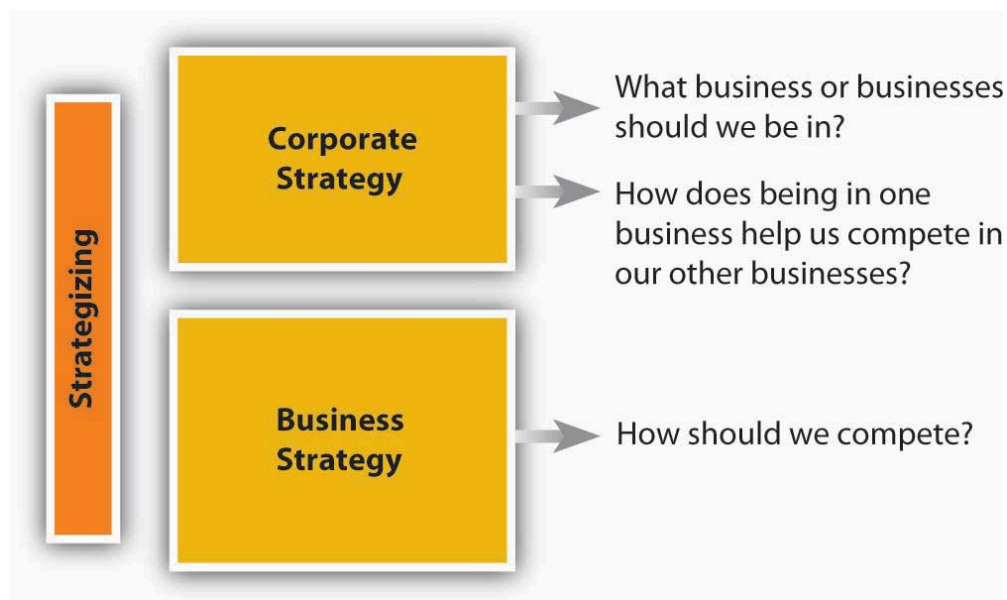 Strategizing
Corporate
Strategy
What business or businesses
should we be in?
How does being in one
business help us compete in
our other businesses?
Business
Strategy
How should we compete?